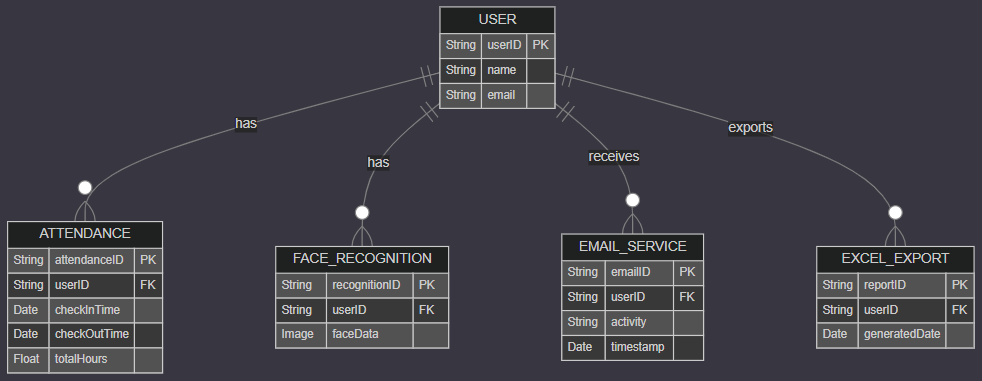 USER
String userID PK
String name
String email
has
has
receives
exports
ATTENDANCE
String attendanceID PK
String userID FK
Date checkInTime
Date checkOutTime
Float totalHours
FACE_RECOGNITION
String recognitionID PK
String userID FK
Image faceData
EMAIL_SERVICE
String emailID PK
String userID FK
String activity
Date timestamp
EXCEL_EXPORT
String reportID PK
String userID FK
Date generatedDate